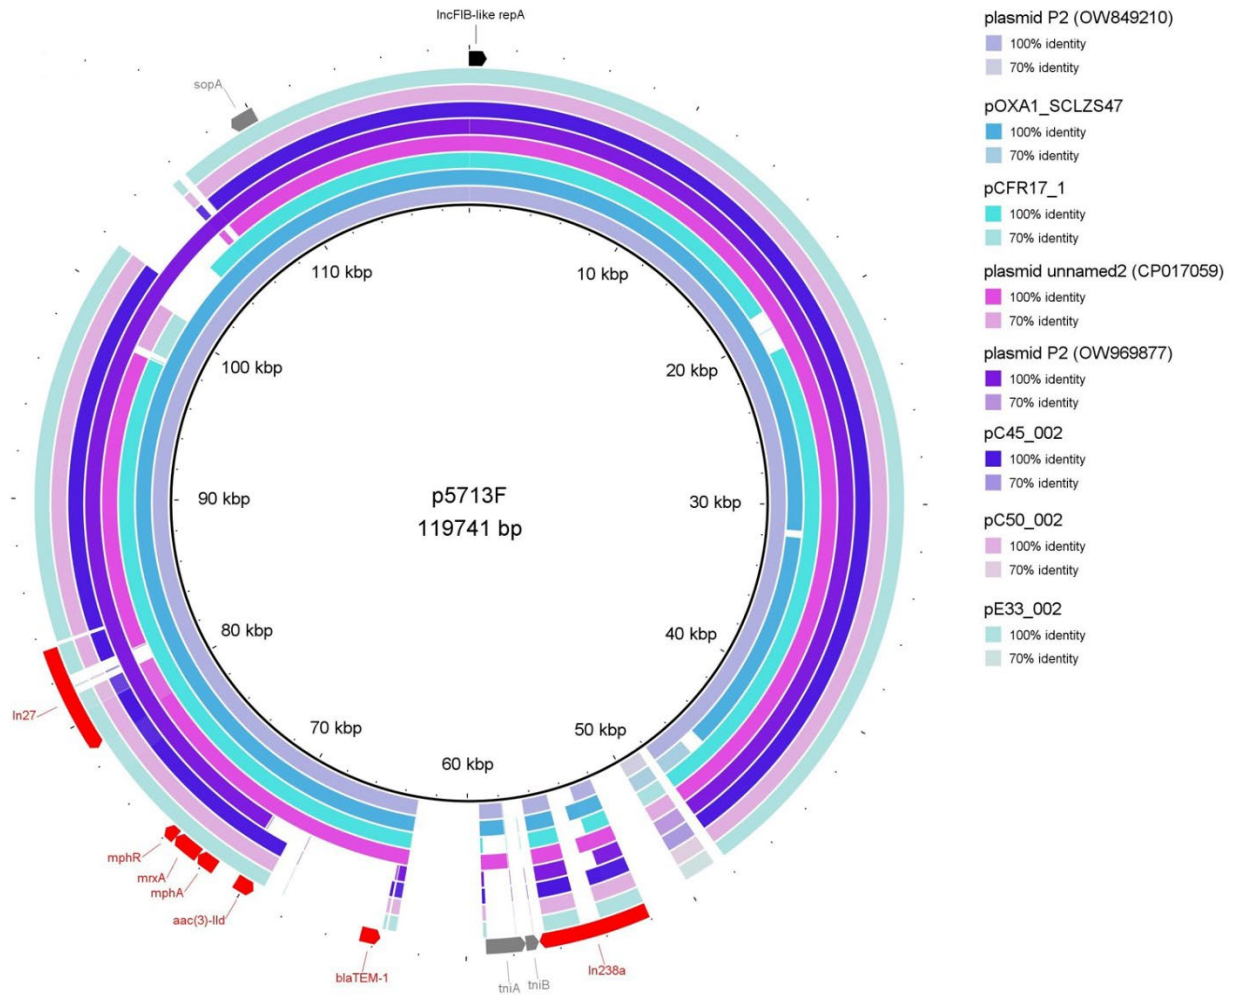 IncFIB-like repA
sopA
110 kbp
10 kbp
100 kbp
20 kbp
90 kbp
p5713F
119741 bp
30 kbp
80 kbp
40 kbp
70 kbp
60 kbp
50 kbp
In27
mphR
mrxA
mphA
aac(3)-IId
blaTEM-1
tniA
tniB
In238a
plasmid P2 (OW849210)
100% identity
70% identity
pOXA1_SCLZS47
100% identity
70% identity
pCFR17_1
100% identity
70% identity
plasmid unnamed2 (CP017059)
100% identity
70% identity
plasmid P2 (OW969877)
100% identity
70% identity
pC45_002
100% identity
70% identity
pC50_002
100% identity
70% identity
pE33_002
100% identity
70% identity